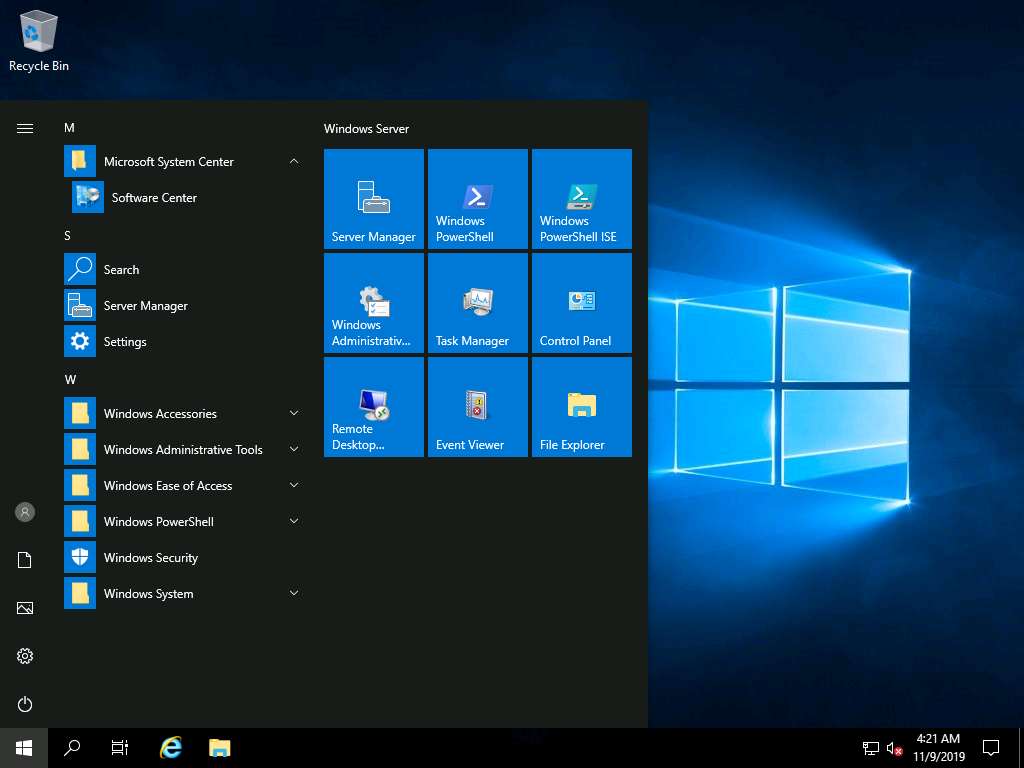 Recycle Bin
M
Microsoft System Center
Software Center
S
Search
Server Manager
Settings
W
Windows Accessories
Windows Administrative Tools
Windows Ease of Access
Windows PowerShell
Windows Security
Windows System
Windows Server
Server Manager
Windows
PowerShell
Windows
PowerShell ISE
Windows
Administrativ...
Task Manager
Control Panel
Remote
Desktop...
Event Viewer
File Explorer
4:21 AM
11/9/2019